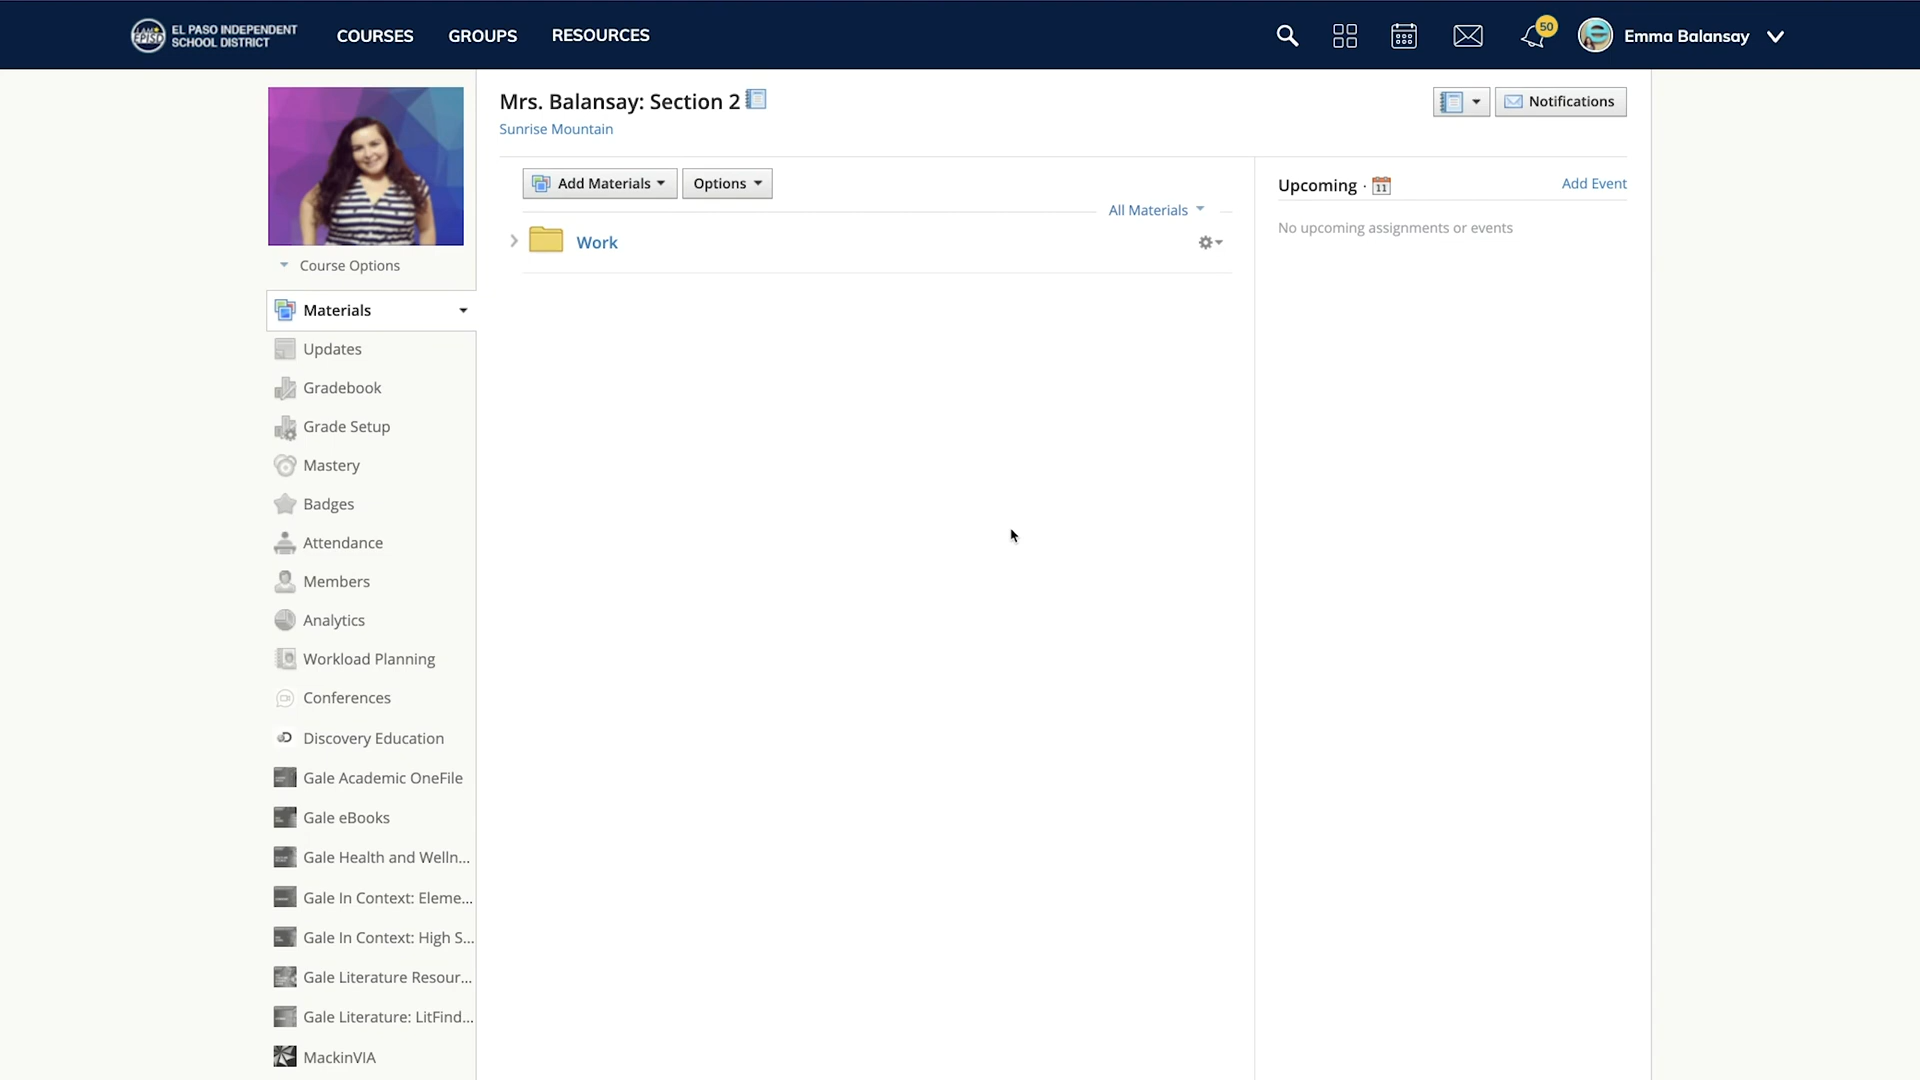 EL PASO INDEPENDENT
SCHOOL DISTRICT
COURSES
GROUPS
RESOURCES
50
Emma Balansay
Mrs. Balansay: Section 2
Sunrise Mountain
Notifications
Course Options
Materials
Updates
Gradebook
Grade Setup
Mastery
Badges
Attendance
Members
Analytics
Workload Planning
Conferences
Discovery Education
Gale Academic OneFile
Gale eBooks
Gale Health and Welln...
Gale In Context: Eleme...
Gale In Context: High S...
Gale Literature Resour...
Gale Literature: LitFind...
MackinVIA
Add Materials
Options
All Materials
Work
Upcoming · 11
Add Event
No upcoming assignments or events